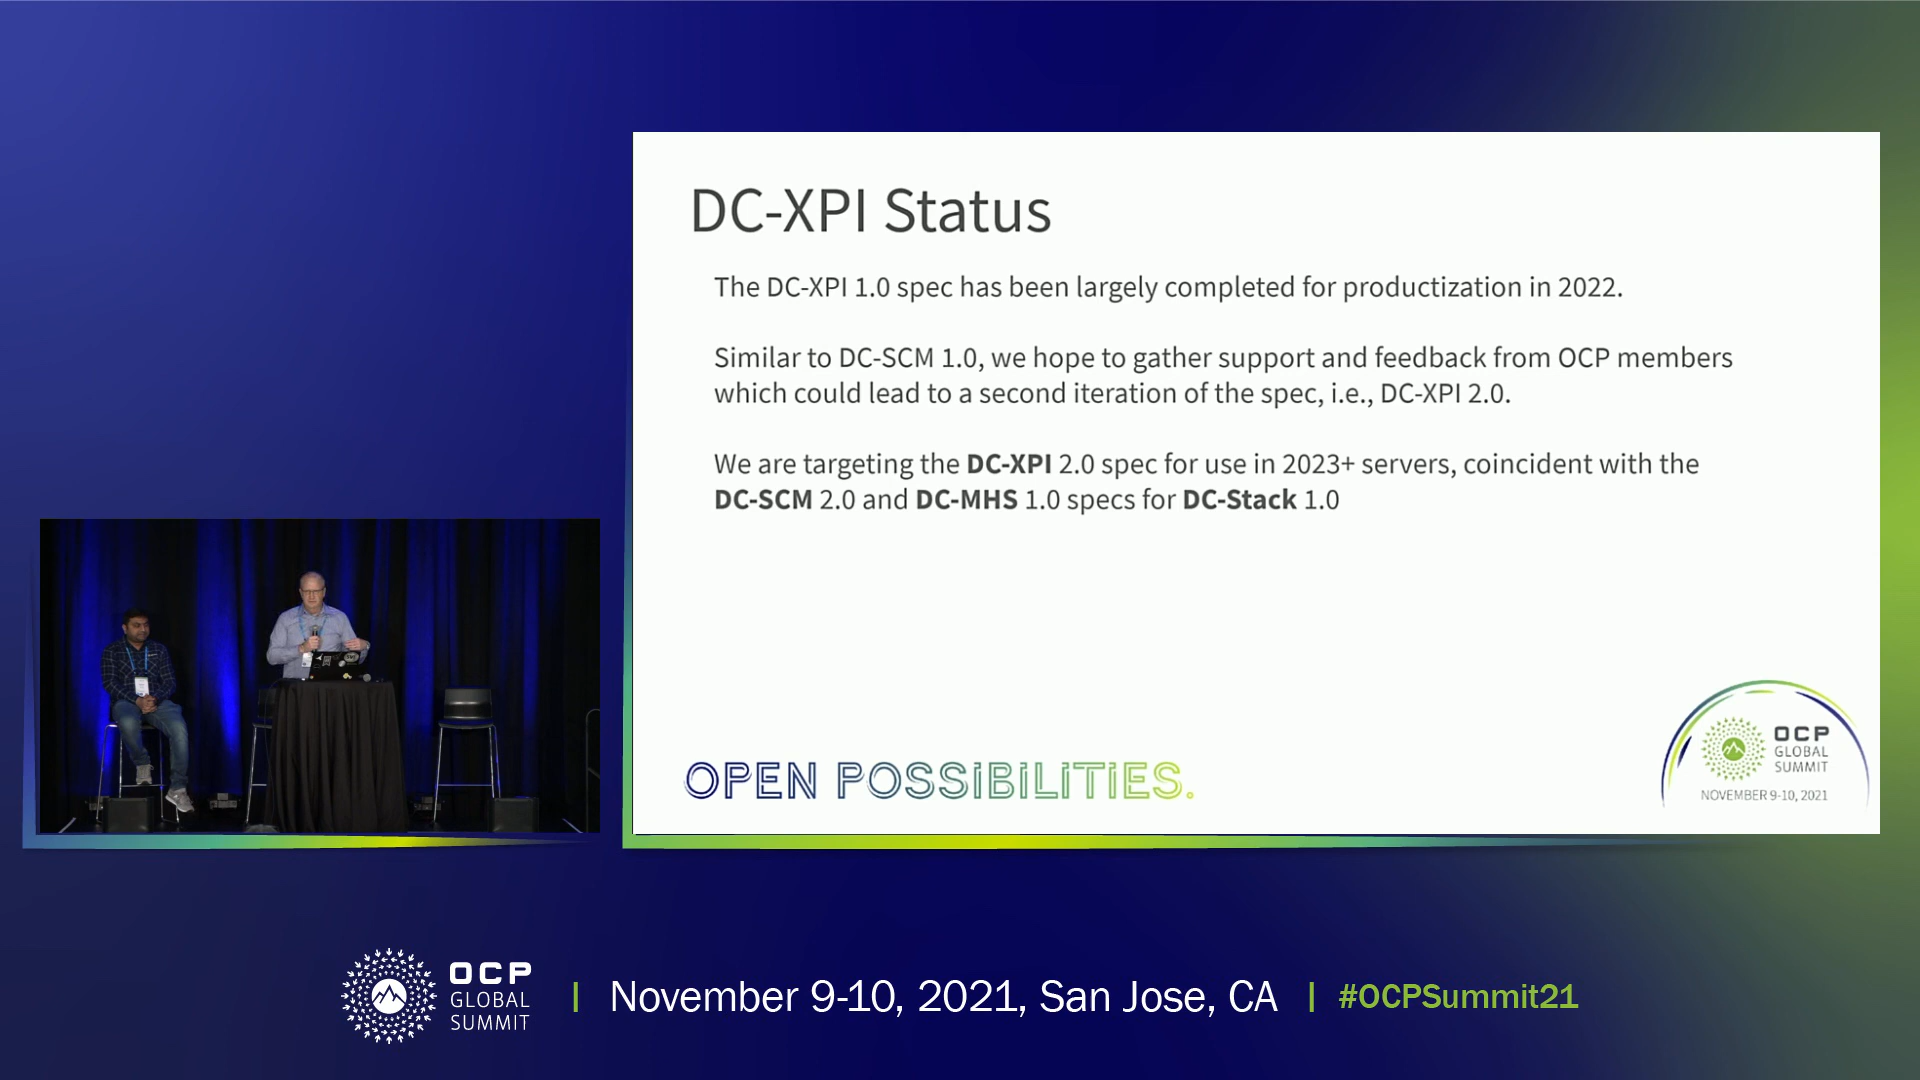 DC-XPI Status
The DC-XPI 1.0 spec has been largely completed for productization in 2022.
Similar to DC-SCM 1.0, we hope to gather support and feedback from OCP members
which could lead to a second iteration of the spec, i.e., DC-XPI 2.0.
We are targeting the DC-XPI 2.0 spec for use in 2023+ servers, coincident with the
DC-SCM 2.0 and DC-MHS 1.0 specs for DC-Stack 1.0
OPEN POSSIBILITIES.
OCP
GLOBAL
SUMMIT
NOVEMBER 9-10, 2021
OCP
GLOBAL
SUMMIT
November 9-10, 2021, San Jose, CA
#OCPSummit21